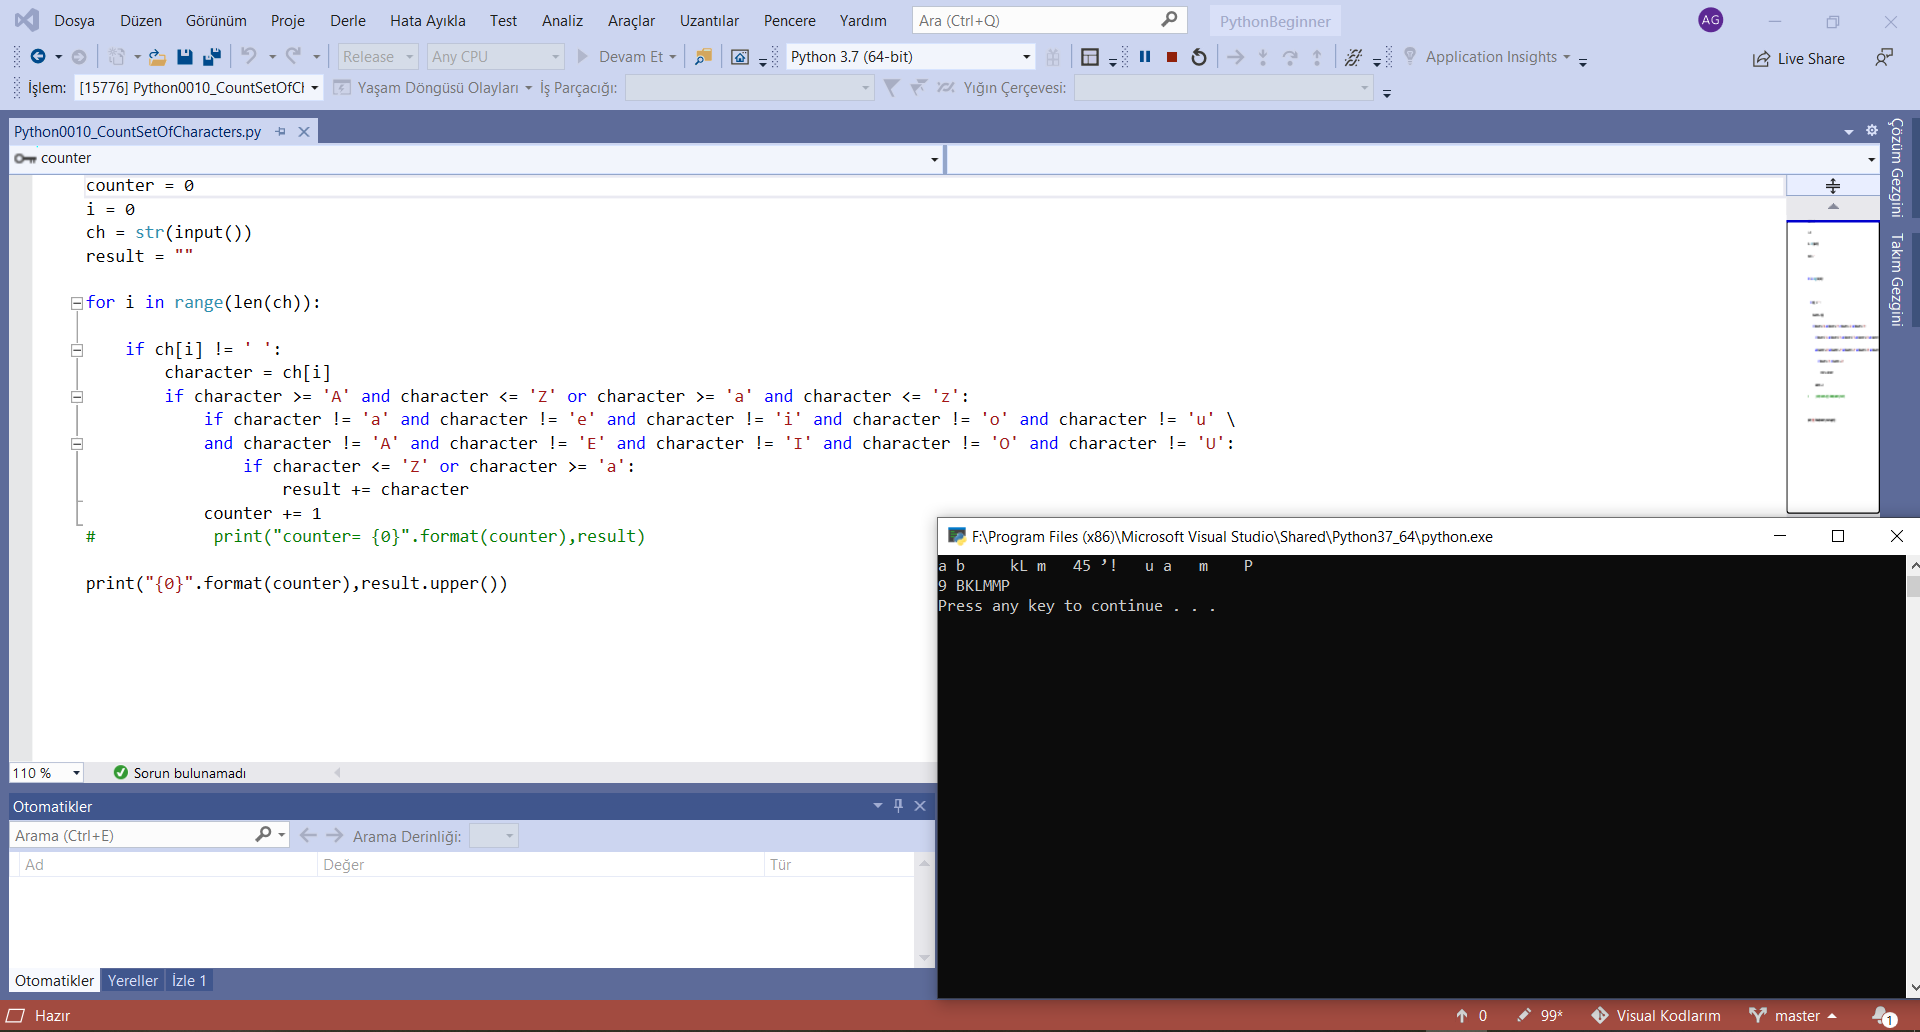 Dosya Düzen Görünüm Proje Derle Hata Ayıkla Test Analiz Araçlar Uzantılar Pencere Yardım Ara (Ctrl+Q) PythonBeginner AG
Release Any CPU Devam Et Python 3.7 (64-bit) Application Insights Live Share
İşlem: [15776] Python0010_CountSetOfCh Yaşam Döngüsü Olayları İş Parçacığı: Yığın Çerçevesi:
Python0010_CountSetOfCharacters.py
counter
Çözüm Gezgini
Takım Gezgini
counter = 0
i = 0
ch = str(input())
result = ""
for i in range(len(ch)):
if ch[i] != ' ':
character = ch[i]
if character >= 'A' and character <= 'Z' or character >= 'a' and character <= 'z':
if character != 'a' and character != 'e' and character != 'i' and character != 'o' and character != 'u' \
and character != 'A' and character != 'E' and character != 'I' and character != 'O' and character != 'U':
if character <= 'Z' or character >= 'a':
result += character
counter += 1
# print("counter= {0}".format(counter),result)
print("{0}".format(counter),result.upper())
F:\Program Files (x86)\Microsoft Visual Studio\Shared\Python37_64\python.exe
a b kL m 45 ’! u a m P
9 BKLMMP
Press any key to continue . . .
110 % Sorun bulunamadı
Otomatikler
Arama (Ctrl+E) Arama Derinliği:
Ad Değer Tür
Otomatikler Yereller İzle 1
Hazır 0 99* Visual Kodlarım master 1